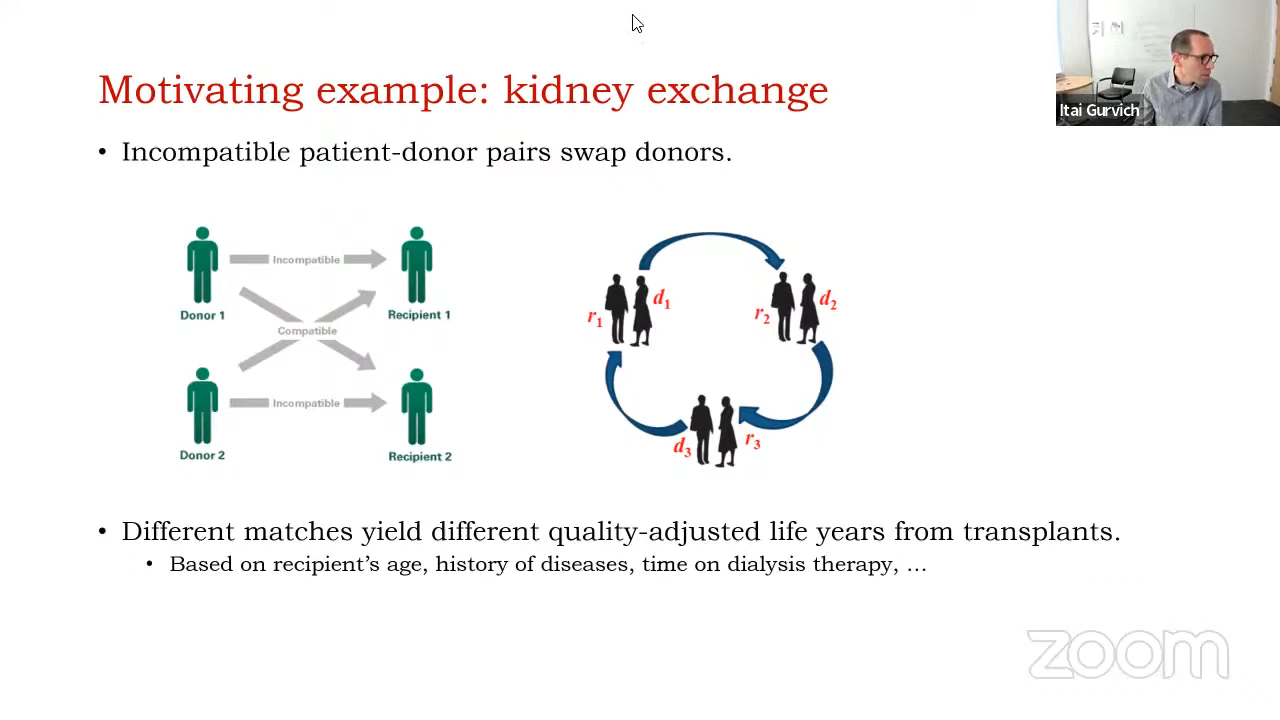 Motivating example: kidney exchange
Itai Gurvich
• Incompatible patient-donor pairs swap donors.
Incompatible
Donor 1
Recipient 1
Compatible
Incompatible
Donor 2
Recipient 2
r1
d1
r2
d2
d3
r3
• Different matches yield different quality-adjusted life years from transplants.
• Based on recipient's age, history of diseases, time on dialysis therapy, …
zoom